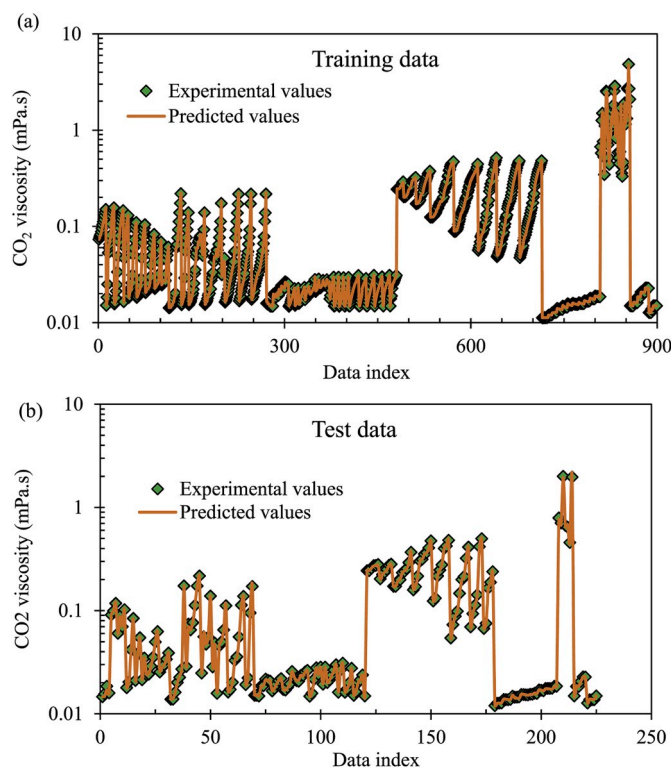 (a)
10
1
0.1
0.01
CO₂ viscosity (mPa.s)
Training data
Experimental values
Predicted values
0 300 600 900
Data index
(b)
10
1
0.1
0.01
CO2 viscosity (mPa.s)
Test data
Experimental values
Predicted values
0 50 100 150 200 250
Data index